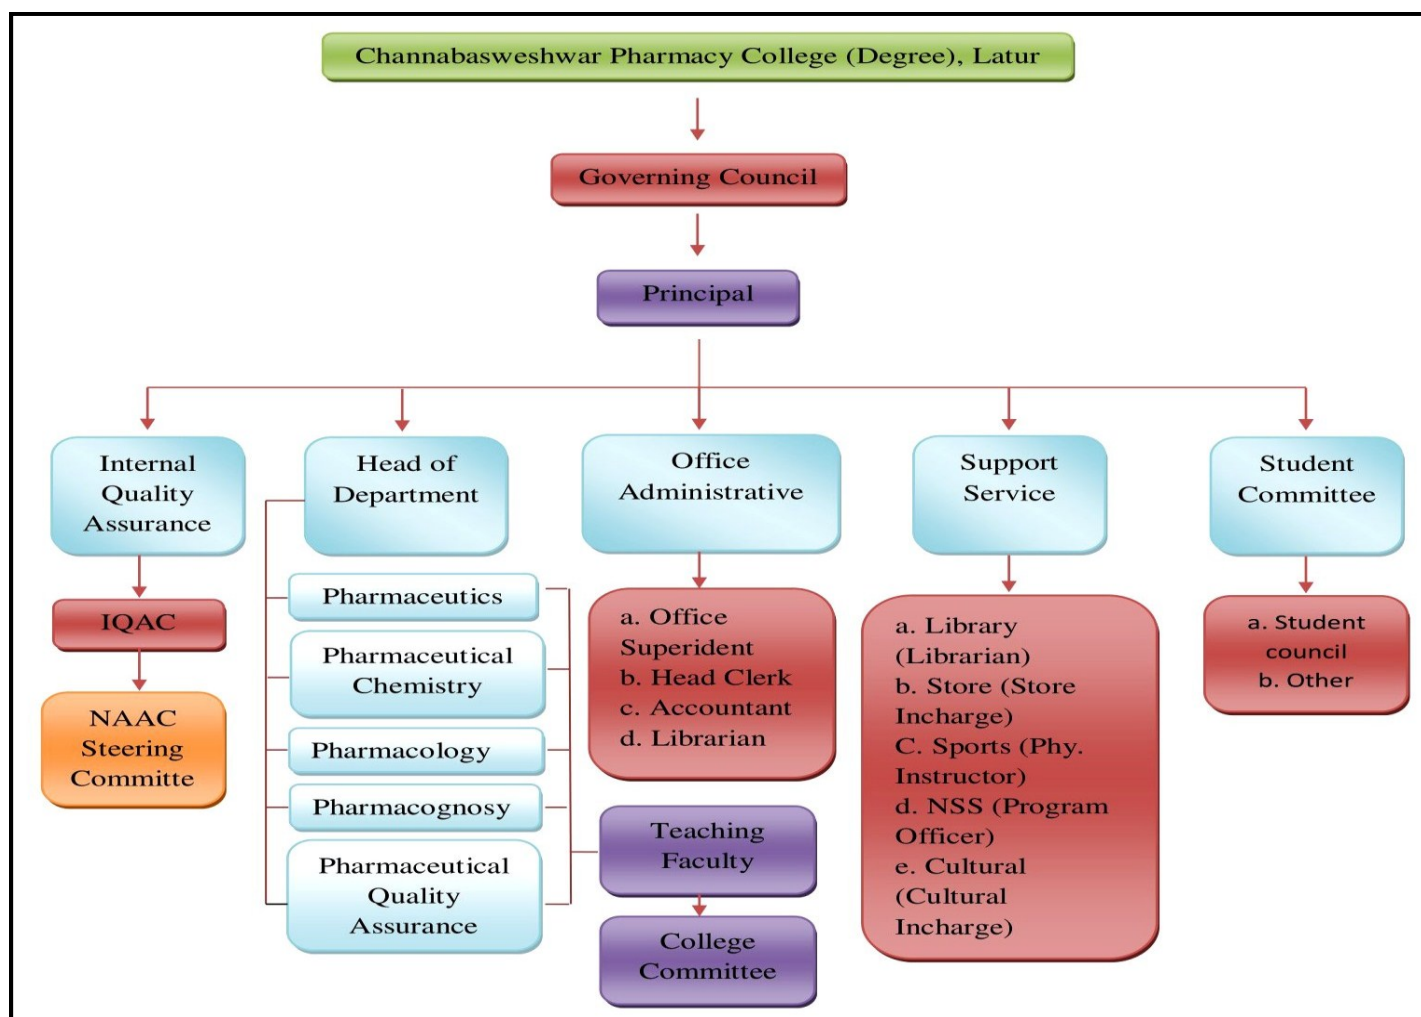 Channabasweshwar Pharmacy College (Degree), Latur
Governing Council
Principal
Internal
Quality
Assurance
IQAC
NAAC
Steering
Committe
Head of
Department
Pharmaceutics
Pharmaceutical
Chemistry
Pharmacology
Pharmacognosy
Pharmaceutical
Quality
Assurance
Office
Administrative
a. Office
Superident
b. Head Clerk
c. Accountant
d. Librarian
Teaching
Faculty
College
Committee
Support
Service
a. Library
(Librarian)
b. Store (Store
Incharge)
C. Sports (Phy.
Instructor)
d. NSS (Program
Officer)
e. Cultural
(Cultural
Incharge)
Student
Committee
a. Student
council
b. Other